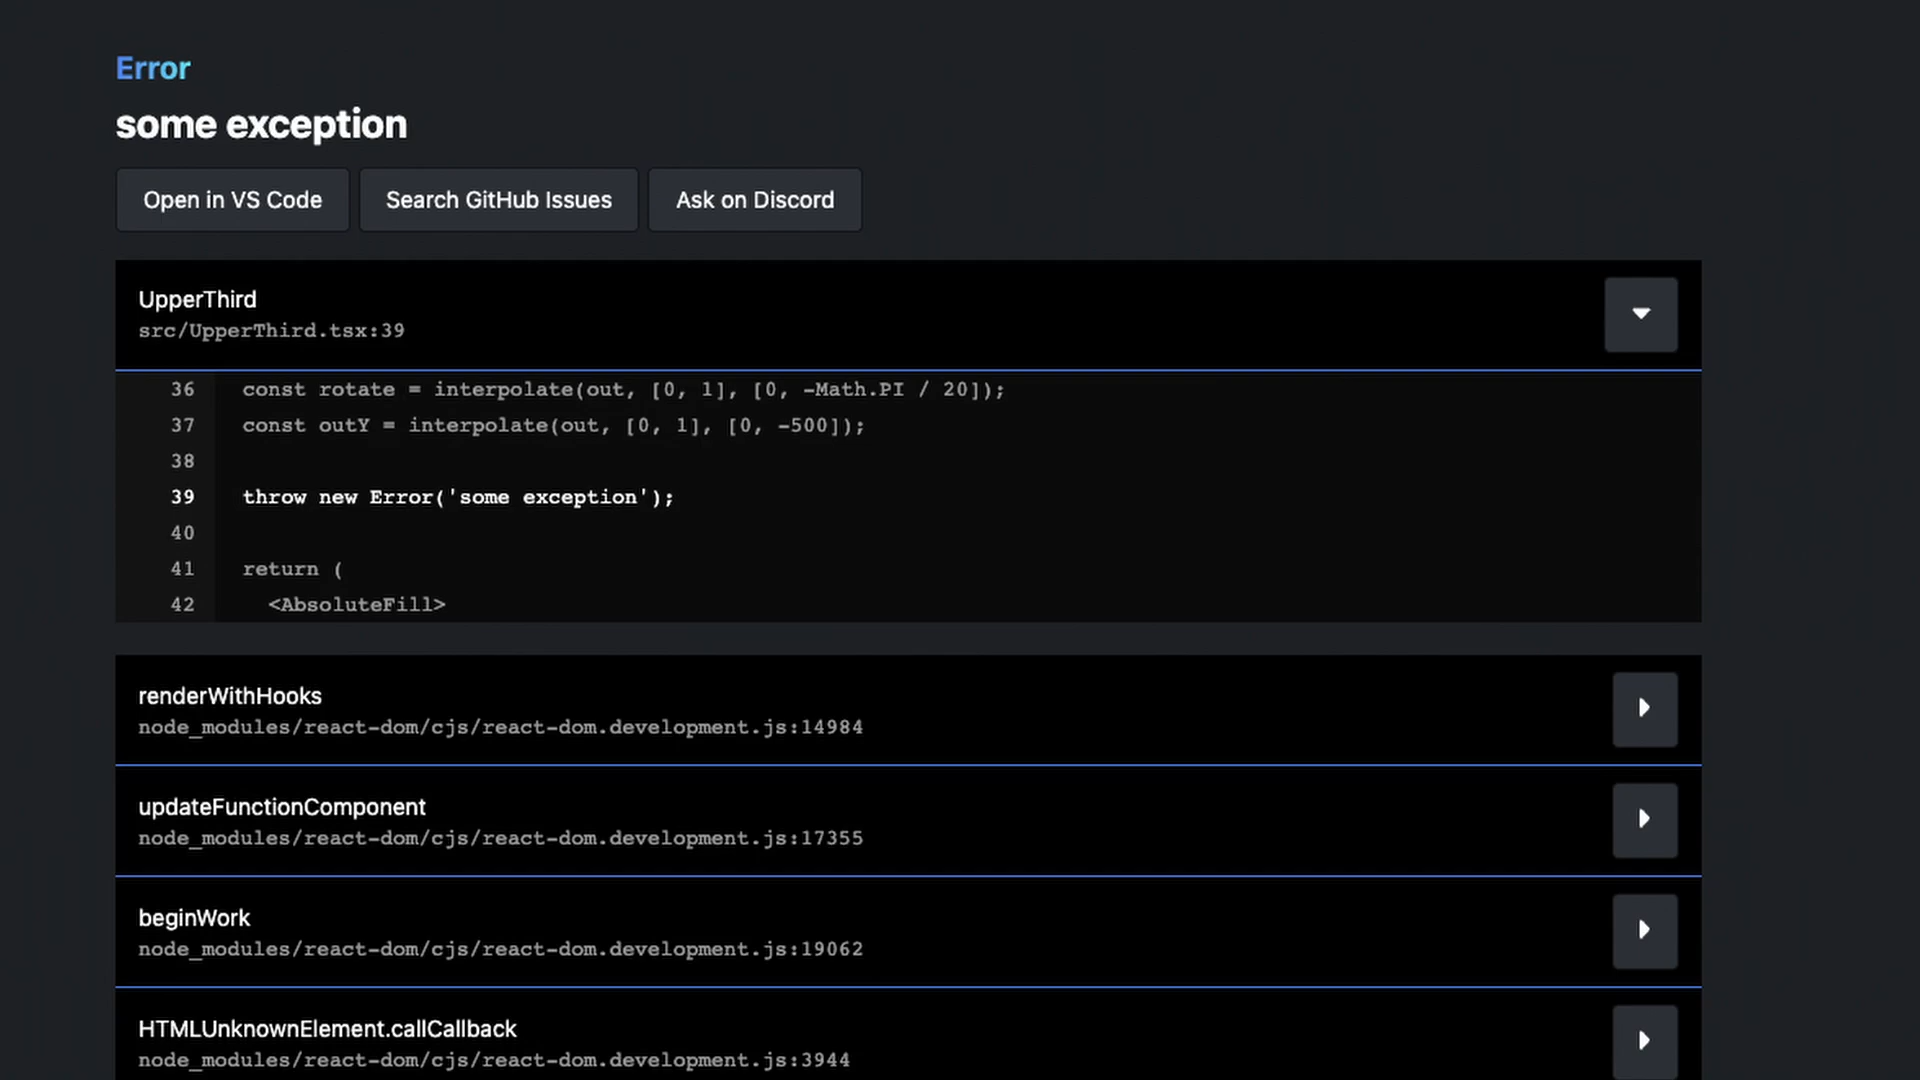 Error
some exception
Open in VS Code Search GitHub Issues Ask on Discord
UpperThird
src/UpperThird.tsx:39
36 const rotate = interpolate(out, [0, 1], [0, -Math.PI / 20]);
37 const outY = interpolate(out, [0, 1], [0, -500]);
38
39 throw new Error('some exception');
40
41 return (
42 <AbsoluteFill>
renderWithHooks
node_modules/react-dom/cjs/react-dom.development.js:14984
updateFunctionComponent
node_modules/react-dom/cjs/react-dom.development.js:17355
beginWork
node_modules/react-dom/cjs/react-dom.development.js:19062
HTMLUnknownElement.callCallback
node_modules/react-dom/cjs/react-dom.development.js:3944